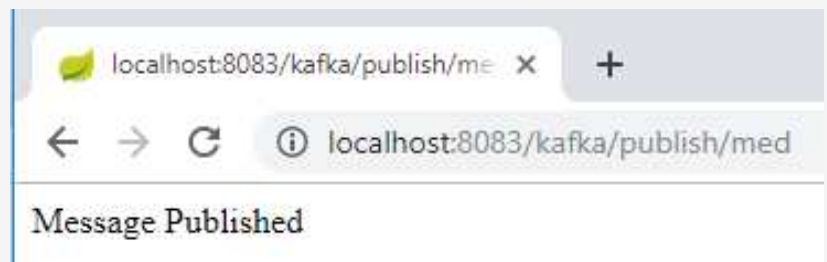 localhost:8083/kafka/publish/me
localhost:8083/kafka/publish/med
Message Published